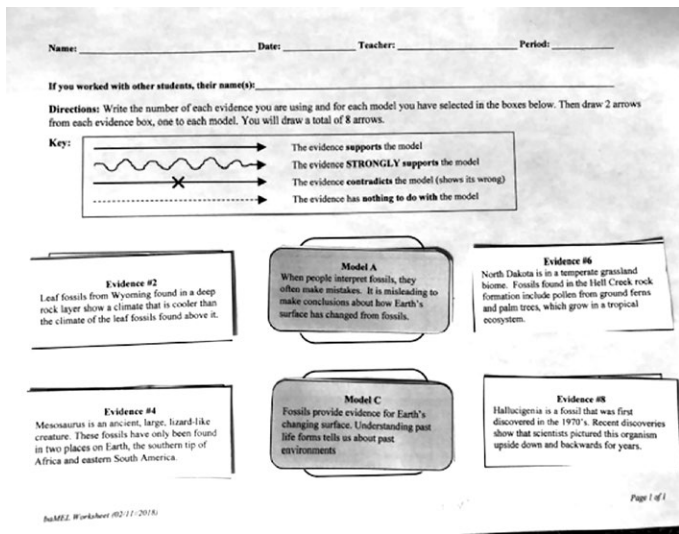 Name: Date: Teacher: Period:
If you worked with other students, their name(s):
Directions: Write the number of each evidence you are using and for each model you have selected in the boxes below. Then draw 2 arrows
from each evidence box, one to each model. You will draw a total of 8 arrows.
Key:
The evidence supports the model
The evidence STRONGLY supports the model
The evidence contradicts the model (shows its wrong)
The evidence has nothing to do with the model
Evidence #2
Leaf fossils from Wyoming found in a deep
rock layer show a climate that is cooler than
the climate of the leaf fossils found above it.
Model A
When people interpret fossils, they
often make mistakes. It is misleading to
make conclusions about how Earth's
surface has changed from fossils.
Evidence #6
North Dakota is in a temperate grassland
biome. Fossils found in the Hell Creek rock
formation include pollen from ground ferns
and palm trees, which grow in a tropical
ecosystem.
Evidence #4
Mesosaurus is an ancient, large, lizard-like
creature. These fossils have only been found
in two places on Earth, the southern tip of
Africa and eastern South America.
Model C
Fossils provide evidence for Earth's
changing surface. Understanding past
life forms tells us about past
environments
Evidence #8
Hallucigenia is a fossil that was first
discovered in the 1970's. Recent discoveries
show that scientists pictured this organism
upside down and backwards for years.
Page 1 of 1
baMEL Worksheet (02/11/2018)